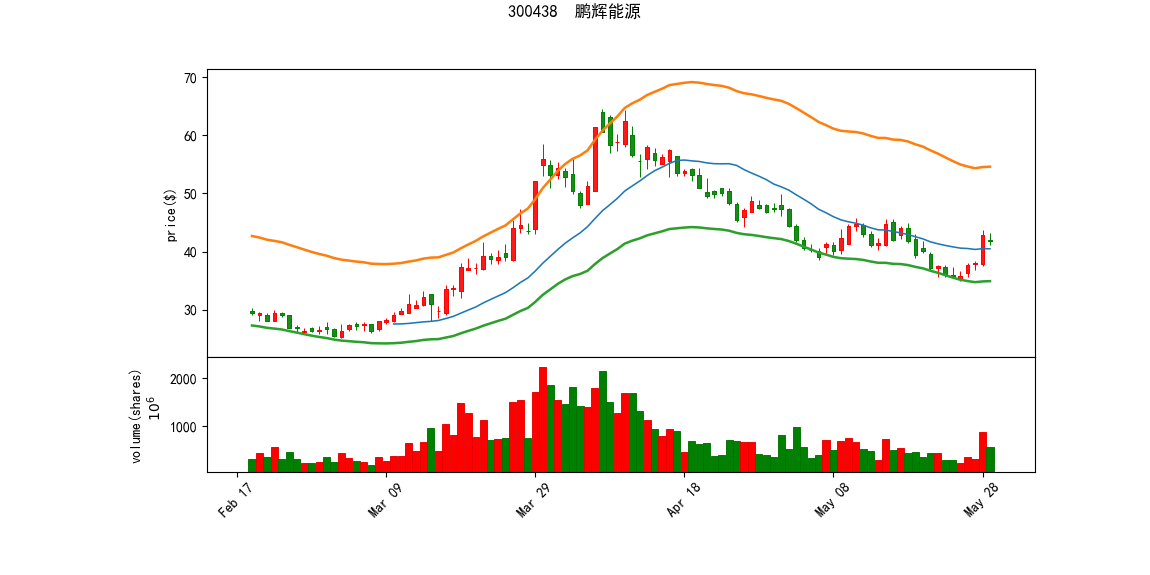 300438 鹏辉能源
price($)
70
60
50
40
30
volume(shares)
10^6
2000
1000
Feb 17
Mar 09
Mar 29
Apr 18
May 08
May 28